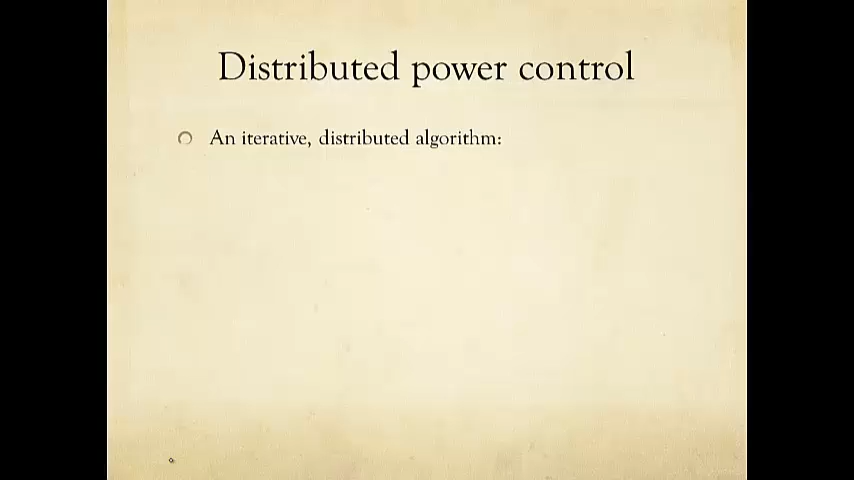 Distributed power control
An iterative, distributed algorithm: